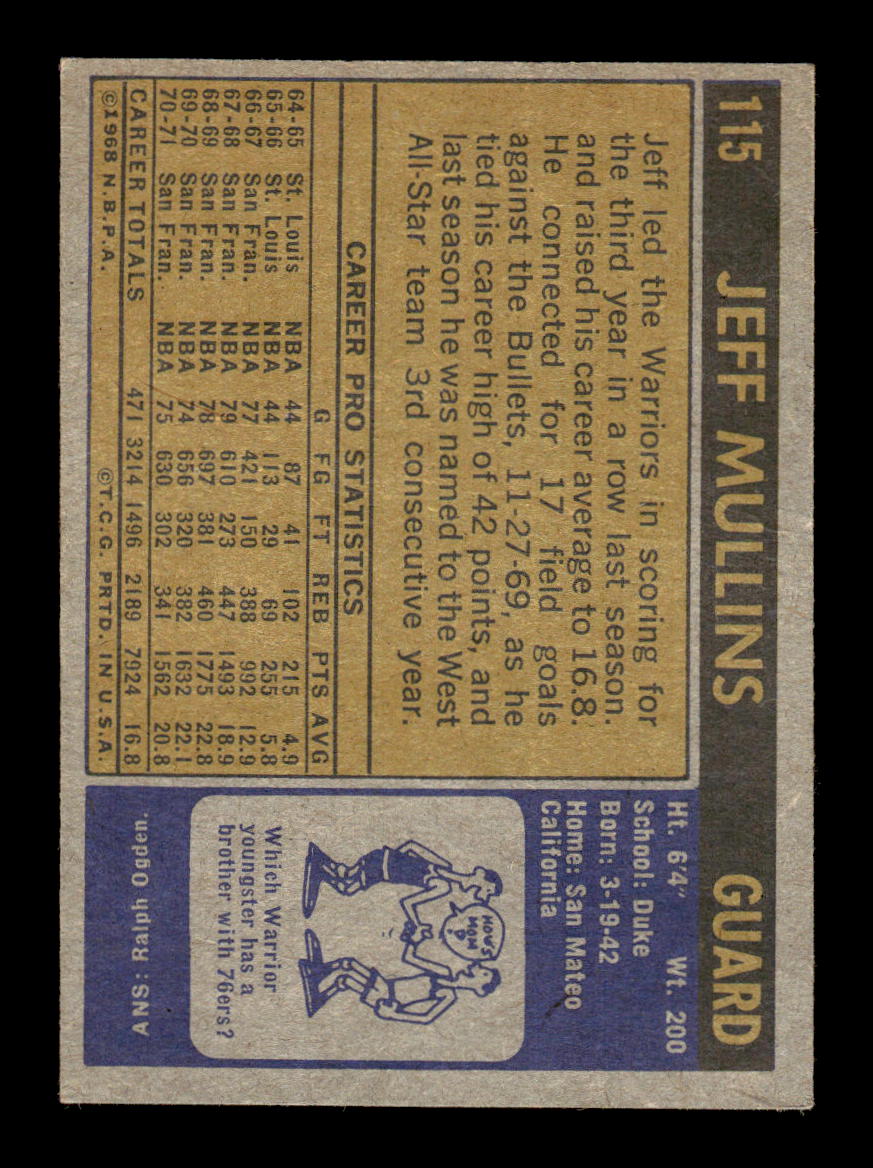 115 JEFF MULLINS GUARD
Jeff led the Warriors in scoring for
the third year in a row last season.
and raised his career average to 16.8.
He connected for 17 field goals
against the Bullets, 11-27-69, as he
tied his career high of 42 points, and
last season he was named to the West
All-Star team 3rd consecutive year.
CAREER PRO STATISTICS
G FG FT REB PTS AVG
64-65 St. Louis NBA 44 87 41 102 215 4.9
65-66 St. Louis NBA 44 113 29 69 255 5.8
66-67 San Fran. NBA 77 421 150 388 992 12.9
67-68 San Fran. NBA 79 610 273 447 1493 18.9
68-69 San Fran. NBA 78 697 381 460 1775 22.8
69-70 San Fran. NBA 74 656 320 382 1632 22.1
70-71 San Fran. NBA 75 630 302 341 1562 20.8
CAREER TOTALS 471 3214 1496 2189 7924 16.8
©1968 N.B.P.A. ©T.C.G. PRTD. IN U.S.A.
Ht. 6'4" Wt. 200
School: Duke
Born: 3-19-42
Home: San Mateo
California
HOW'S
MOM
?
Which Warrior
youngster has a
brother with 76ers?
ANS: Ralph Ogden.